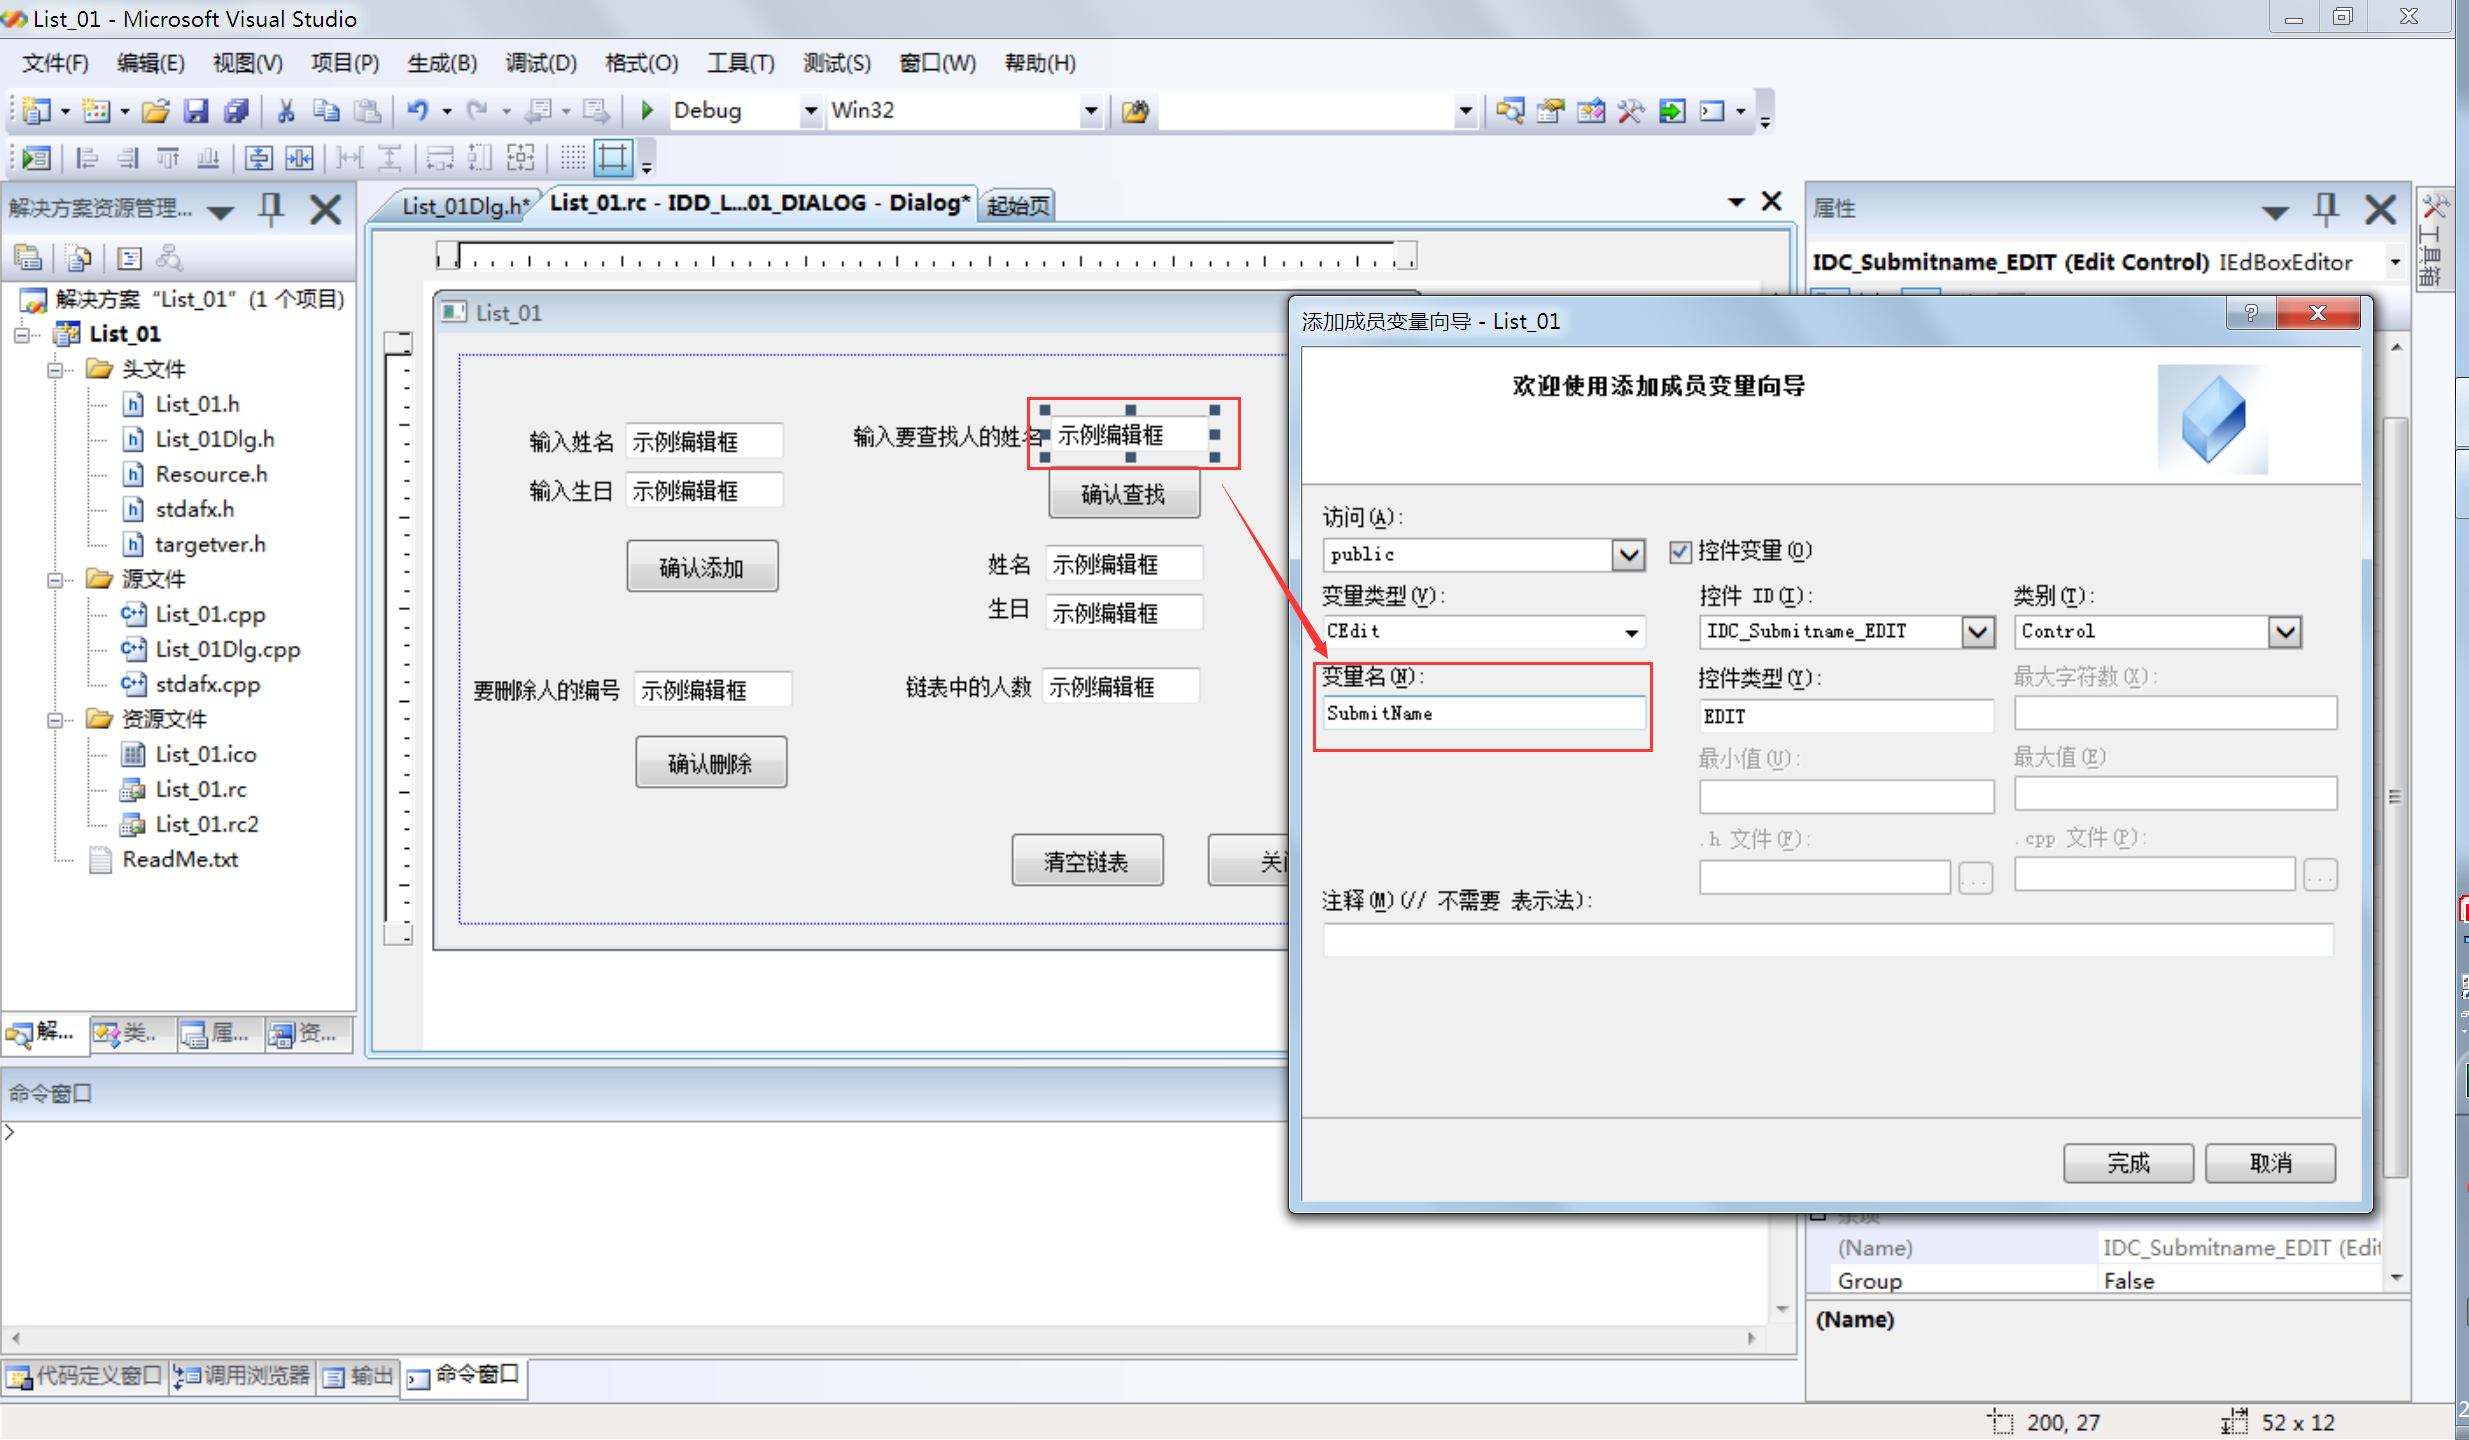 List_01 - Microsoft Visual Studio
文件(F) 编辑(E) 视图(V) 项目(P) 生成(B) 调试(D) 格式(O) 工具(T) 测试(S) 窗口(W) 帮助(H)
Debug Win32
解决方案资源管理...
解决方案 “List_01” (1 个项目)
List_01
头文件
List_01.h
List_01Dlg.h
Resource.h
stdafx.h
targetver.h
源文件
List_01.cpp
List_01Dlg.cpp
stdafx.cpp
资源文件
List_01.ico
List_01.rc
List_01.rc2
ReadMe.txt
解... 类.. 属... 资...
List_01Dlg.h* List_01.rc - IDD_L...01_DIALOG - Dialog* 起始页
List_01
输入姓名 示例编辑框
输入生日 示例编辑框
确认添加
要删除人的编号 示例编辑框
确认删除
输入要查找人的姓名 示例编辑框
确认查找
姓名 示例编辑框
生日 示例编辑框
链表中的人数 示例编辑框
清空链表
属性
工具箱
IDC_Submitname_EDIT (Edit Control) IEdBoxEditor
添加成员变量向导 - List_01
?
欢迎使用添加成员变量向导
访问(A):
public
控件变量(O)
变量类型(V):
CEdit
控件 ID(I):
IDC_Submitname_EDIT
类别(T):
Control
变量名(N):
SubmitName
控件类型(Y):
EDIT
最大字符数(X):
最小值(U):
最大值(E)
.h 文件(F):
...
.cpp 文件(P):
...
注释(M)(// 不需要 表示法):
完成 取消
(Name) IDC_Submitname_EDIT (Edit
Group False
(Name)
命令窗口
>
代码定义窗口 调用浏览器 输出 命令窗口
200, 27 52 x 12